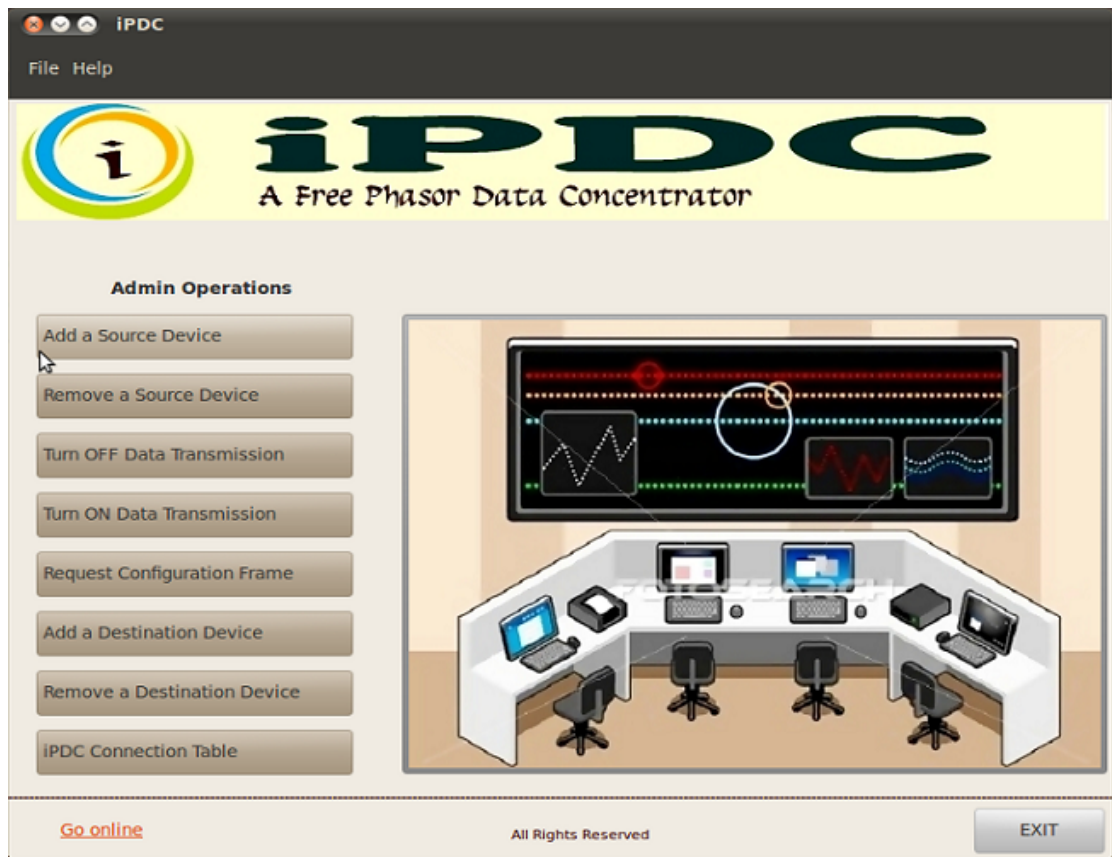 iPDC
File Help
i
iPDC
A Free Phasor Data Concentrator
Admin Operations
Add a Source Device
Remove a Source Device
Turn OFF Data Transmission
Turn ON Data Transmission
Request Configuration Frame
Add a Destination Device
Remove a Destination Device
iPDC Connection Table
FOTOSEARCH
Go online
All Rights Reserved
EXIT